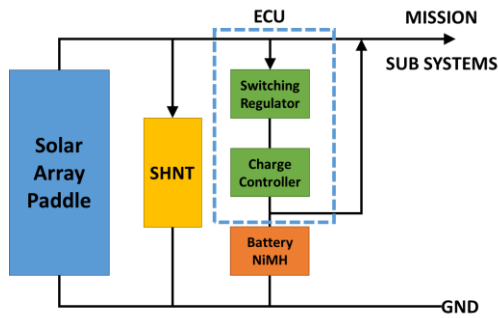 ECU
MISSION
SUB SYSTEMS
Switching
Regulator
Solar
Array
Paddle
SHNT
Charge
Controller
Battery
NiMH
GND